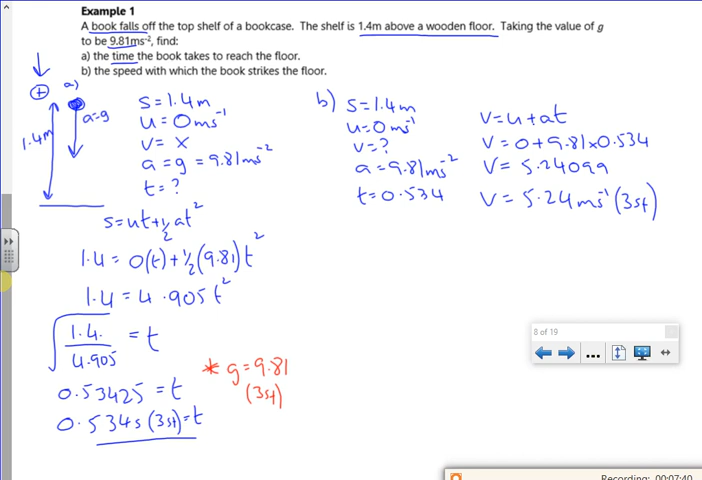 Example 1
A book falls off the top shelf of a bookcase. The shelf is 1.4m above a wooden floor. Taking the value of g
to be 9.81ms⁻², find:
a) the time the book takes to reach the floor.
b) the speed with which the book strikes the floor.
+
a)
1.4m
a=g
s=1.4m
u=0ms⁻¹
v= x
a=g=9.81ms⁻²
t=?
s=ut+½at²
1.4=0(t)+½(9.81)t²
1.4=4.905t²
√(1.4/4.905) = t
0.53425=t
0.534s(3sf)=t
* g=9.81
(3sf)
b)
s=1.4m
u=0ms⁻¹
v=?
a=9.81ms⁻²
t=0.534
v=u+at
v=0+9.81×0.534
v=5.24099
v=5.24ms⁻¹(3sf)
8 of 19
...
Recording: 00:07:40